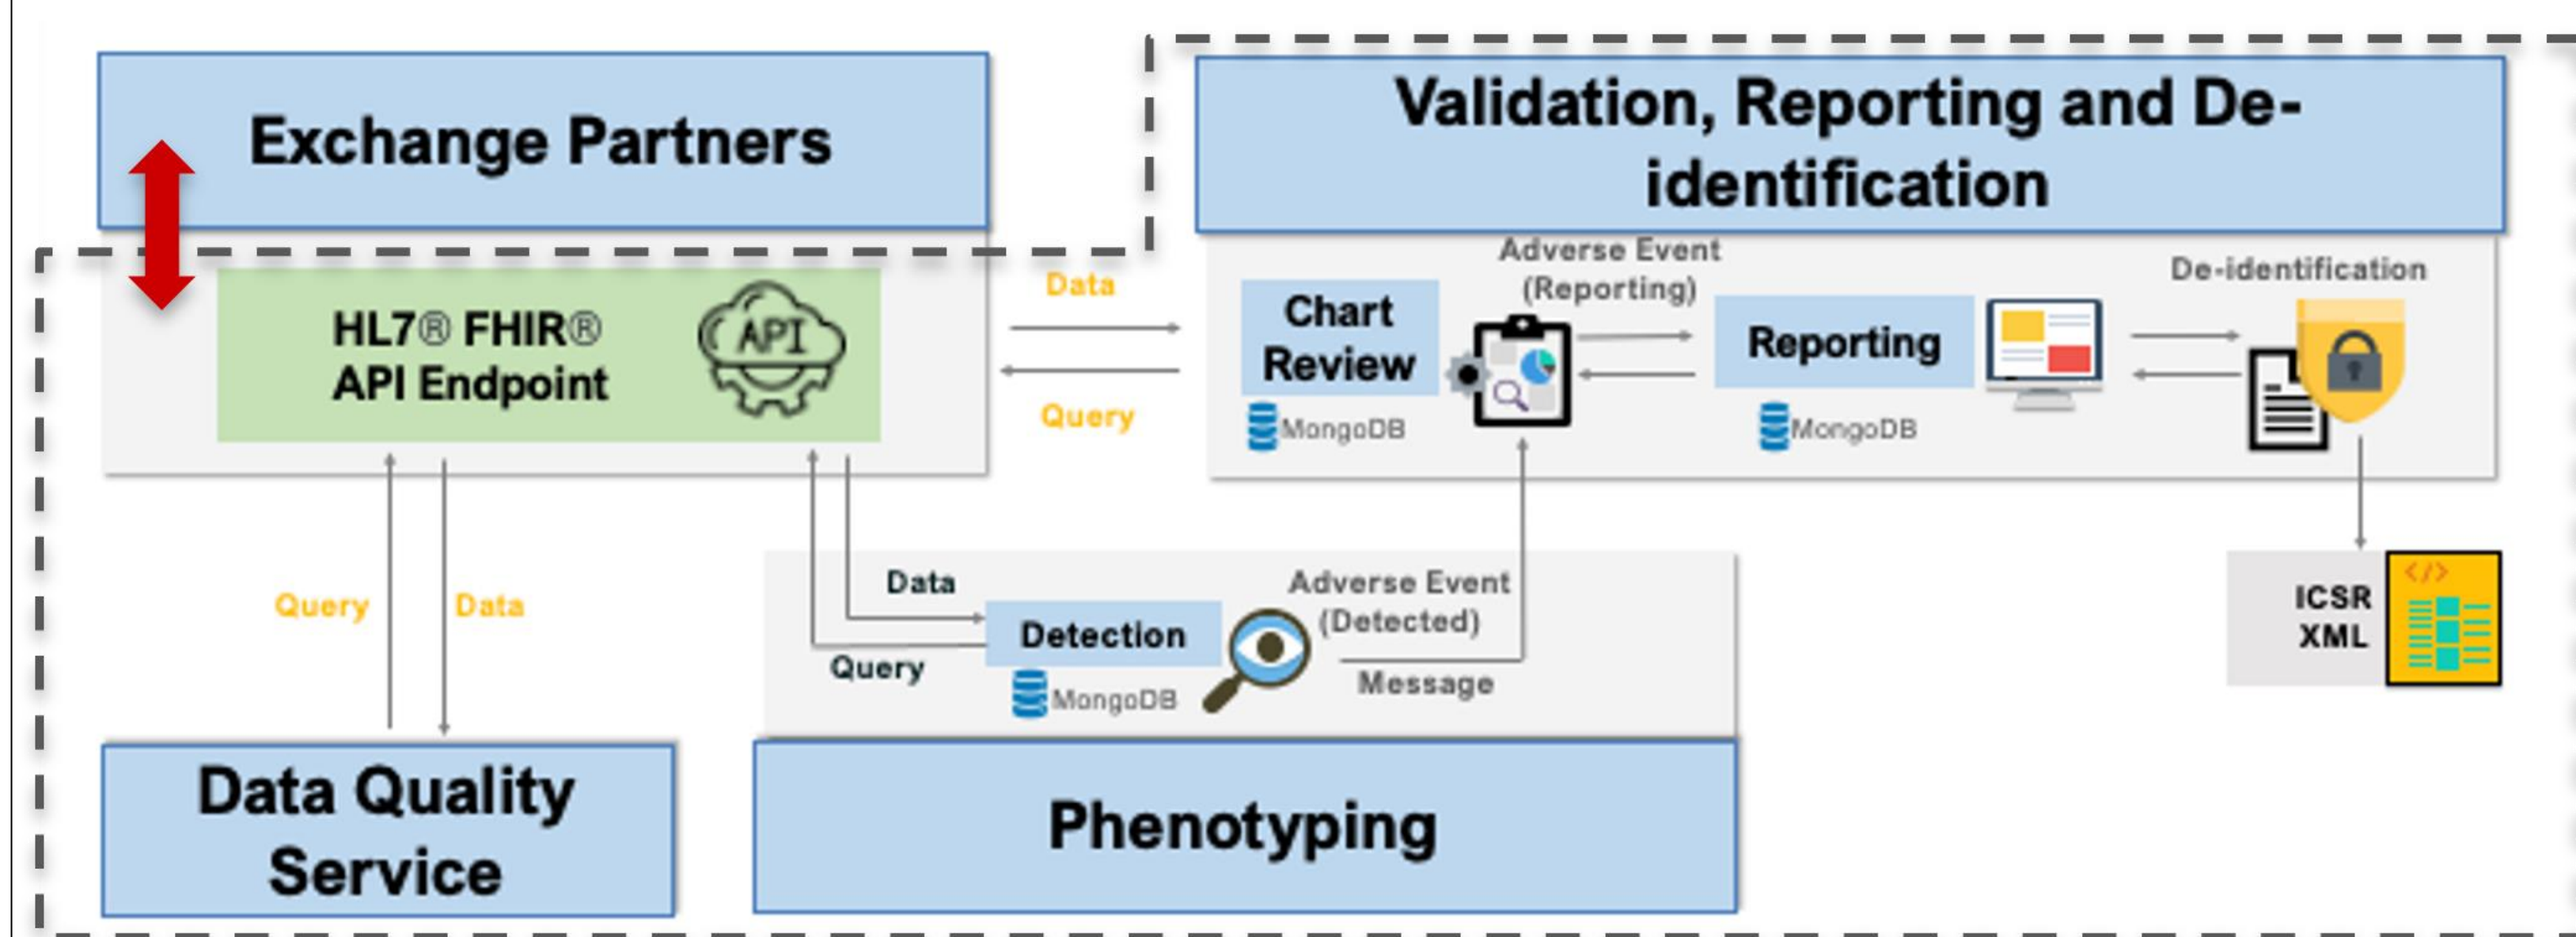 Exchange Partners
Validation, Reporting and De-
identification
HL7® FHIR®
API Endpoint
API
Data
Query
Adverse Event
(Reporting)
Chart
Review
MongoDB
Reporting
MongoDB
De-identification
Query
Data
Data
Query
Detection
MongoDB
Adverse Event
(Detected)
Message
ICSR
XML
</>
Data Quality
Service
Phenotyping